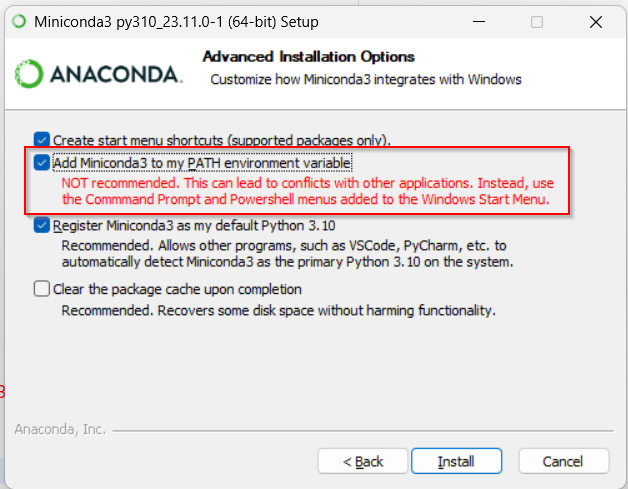 Miniconda3 py310_23.11.0-1 (64-bit) Setup
ANACONDA.
Advanced Installation Options
Customize how Miniconda3 integrates with Windows
Create start menu shortcuts (supported packages only).
Add Miniconda3 to my PATH environment variable
NOT recommended. This can lead to conflicts with other applications. Instead, use
the Commmand Prompt and Powershell menus added to the Windows Start Menu.
Register Miniconda3 as my default Python 3.10
Recommended. Allows other programs, such as VSCode, PyCharm, etc. to
automatically detect Miniconda3 as the primary Python 3.10 on the system.
Clear the package cache upon completion
Recommended. Recovers some disk space without harming functionality.
Anaconda, Inc.
< Back
Install
Cancel